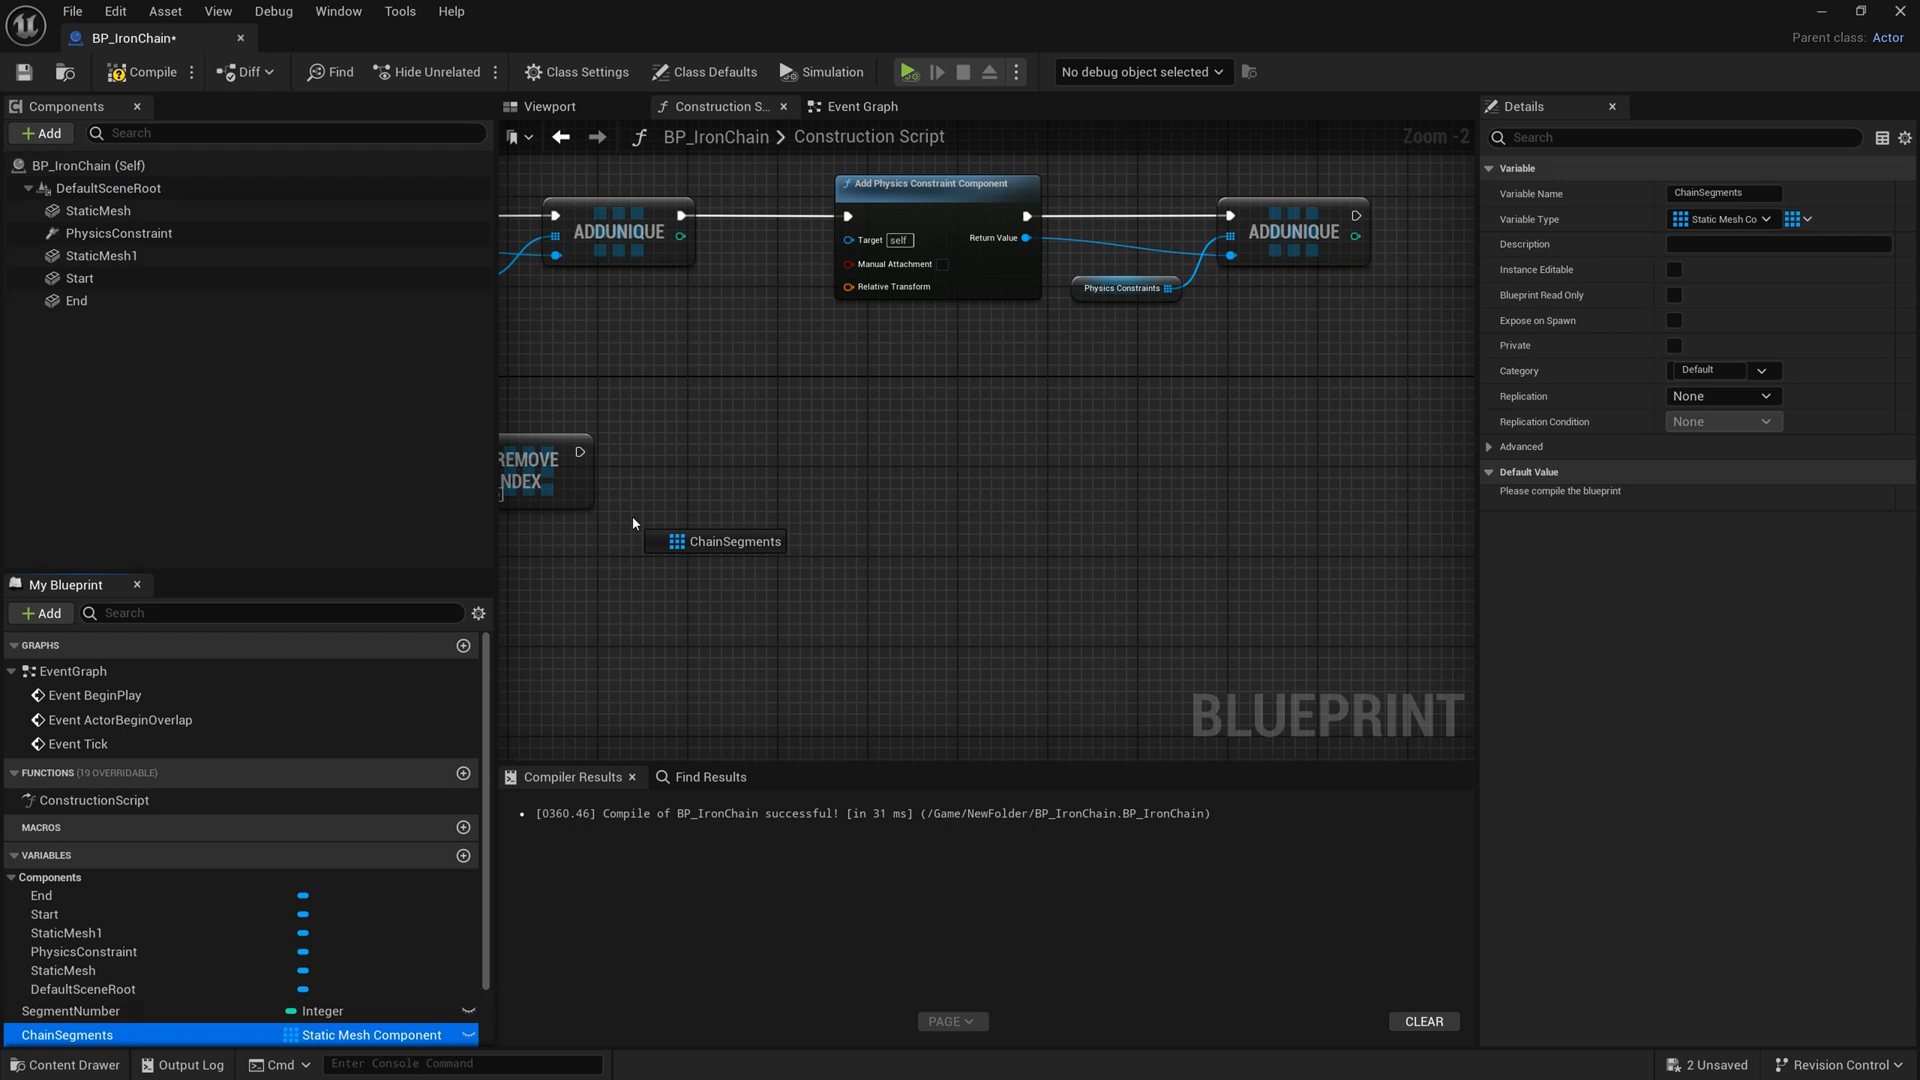 File Edit Asset View Debug Window Tools Help
BP_IronChain*
Parent class: Actor
Compile Diff Find Hide Unrelated Class Settings Class Defaults Simulation No debug object selected
Components
Add Search
BP_IronChain (Self)
DefaultSceneRoot
StaticMesh
PhysicsConstraint
StaticMesh1
Start
End
Viewport Construction S... Event Graph
BP_IronChain > Construction Script
Zoom -2
ADDUNIQUE
Add Physics Constraint Component
Target self
Return Value
Manual Attachment
Relative Transform
Physics Constraints
ADDUNIQUE
REMOVE
NDEX
ChainSegments
BLUEPRINT
My Blueprint
Add Search
GRAPHS
EventGraph
Event BeginPlay
Event ActorBeginOverlap
Event Tick
FUNCTIONS (19 OVERRIDABLE)
ConstructionScript
MACROS
VARIABLES
Components
End
Start
StaticMesh1
PhysicsConstraint
StaticMesh
DefaultSceneRoot
SegmentNumber Integer
ChainSegments Static Mesh Component
Compiler Results Find Results
[0360.46] Compile of BP_IronChain successful! [in 31 ms] (/Game/NewFolder/BP_IronChain.BP_IronChain)
PAGE
CLEAR
Details
Search
Variable
Variable Name ChainSegments
Variable Type Static Mesh Co
Description
Instance Editable
Blueprint Read Only
Expose on Spawn
Private
Category Default
Replication None
Replication Condition None
Advanced
Default Value
Please compile the blueprint
Content Drawer Output Log Cmd Enter Console Command 2 Unsaved Revision Control